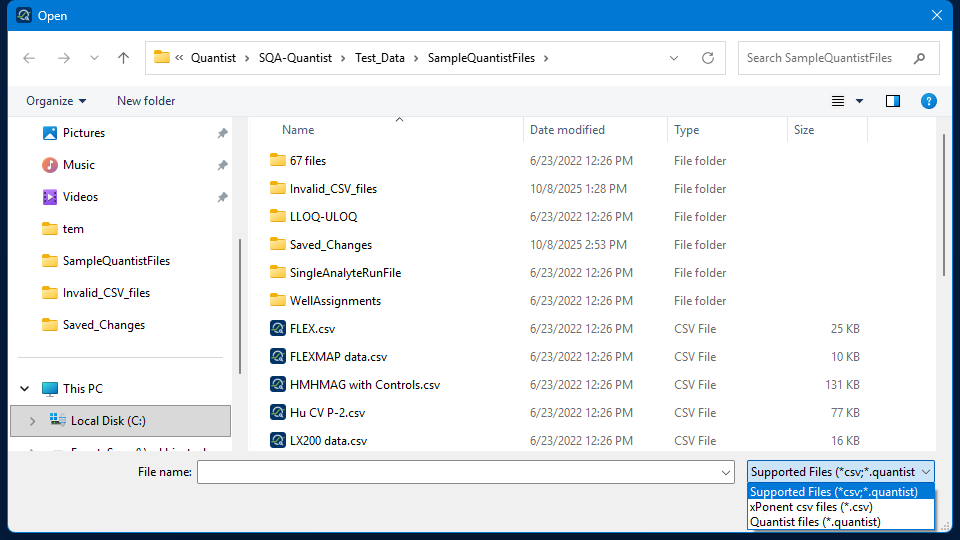 Open
« Quantist > SQA-Quantist > Test_Data > SampleQuantistFiles >
Search SampleQuantistFiles
Organize
New folder
Pictures
Music
Videos
tem
SampleQuantistFiles
Invalid_CSV_files
Saved_Changes
This PC
Local Disk (C:)
Name Date modified Type Size
67 files 6/23/2022 12:26 PM File folder
Invalid_CSV_files 10/8/2025 1:28 PM File folder
LLOQ-ULOQ 6/23/2022 12:26 PM File folder
Saved_Changes 10/8/2025 2:53 PM File folder
SingleAnalyteRunFile 6/23/2022 12:26 PM File folder
WellAssignments 6/23/2022 12:26 PM File folder
FLEX.csv 6/23/2022 12:26 PM CSV File 25 KB
FLEXMAP data.csv 6/23/2022 12:26 PM CSV File 10 KB
HMHMAG with Controls.csv 6/23/2022 12:26 PM CSV File 131 KB
Hu CV P-2.csv 6/23/2022 12:26 PM CSV File 77 KB
LX200 data.csv 6/23/2022 12:26 PM CSV File 16 KB
File name:
Supported Files (*csv;*.quantist
Supported Files (*csv;*.quantist)
xPonent csv files (*.csv)
Quantist files (*.quantist)